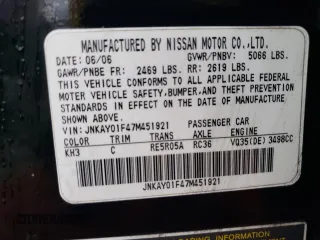 MANUFACTURED BY NISSAN MOTOR CO.,LTD.
DATE: 06/06 GVWR/PNBV: 5066 LBS.
GAWR/PNBE FR: 2469 LBS. RR: 2619 LBS.
THIS VEHICLE CONFORMS TO ALL APPLICABLE FEDERAL
MOTOR VEHICLE SAFETY,BUMPER,AND THEFT PREVENTION
STANDARDS IN EFFECT ON THE DATE OF MANUFACTURE
SHOWN ABOVE.
V.I.N: JNKAY01F47M451921 PASSENGER CAR
COLOR TRIM TRANS AXLE ENGINE
KH3 C RE5R05A RC36 VQ35(DE) 3498CC
JNKAY01F47M451921
INFORMATION